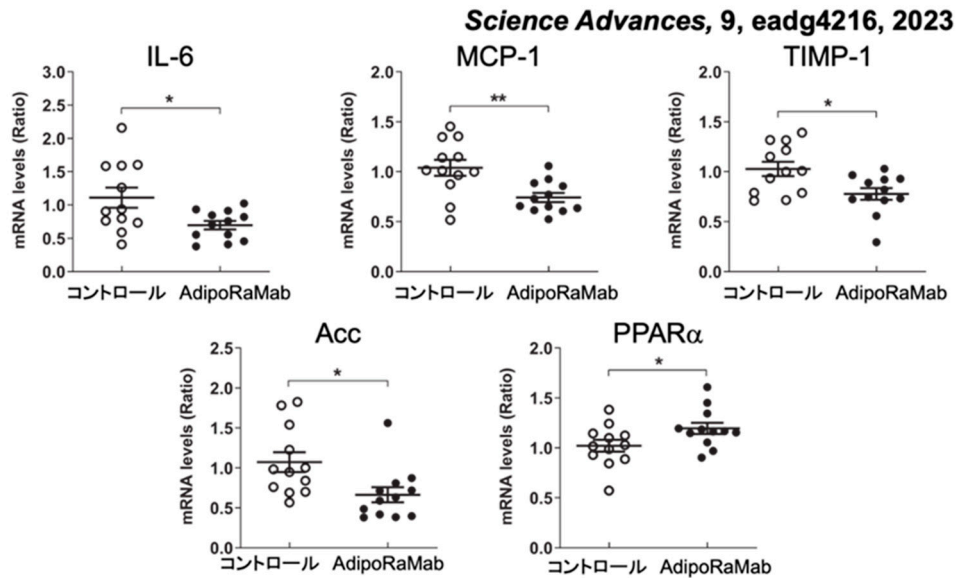 Science Advances, 9, eadg4216, 2023
IL-6
mRNA levels (Ratio)
3.0
2.5
2.0
1.5
1.0
0.5
0.0
*
コントロール AdipoRaMab
MCP-1
mRNA levels (Ratio)
2.0
1.5
1.0
0.5
0.0
**
コントロール AdipoRaMab
TIMP-1
mRNA levels (Ratio)
2.0
1.5
1.0
0.5
0.0
*
コントロール AdipoRaMab
Acc
mRNA levels (Ratio)
2.5
2.0
1.5
1.0
0.5
0.0
*
コントロール AdipoRaMab
PPARα
mRNA levels (Ratio)
2.0
1.5
1.0
0.5
0.0
*
コントロール AdipoRaMab